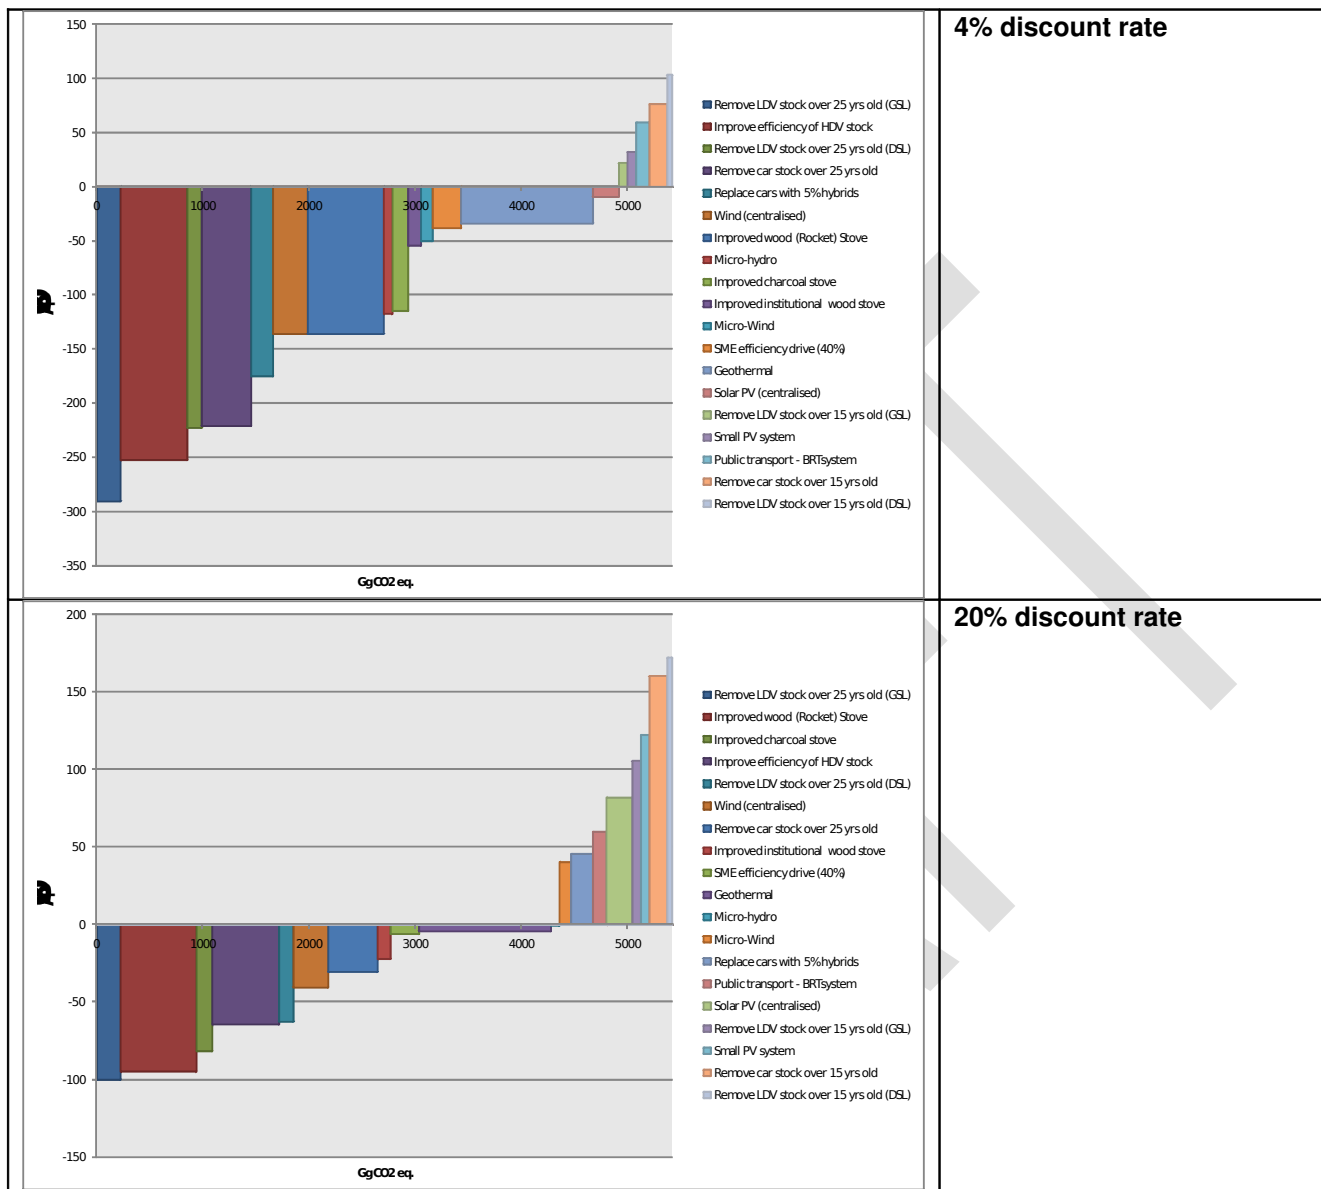 4% discount rate
150
100
50
0
-50
-100
-150
-200
-250
-300
-350
0 1000 2000 3000 4000 5000
GgCO2 eq.
Remove LDV stock over 25 yrs old (GSL)
Improve efficiency of HDV stock
Remove LDV stock over 25 years old (DSL)
Remove car stock over 25 years old
Replace cars with 5% hybrids
Wind (centralised)
Improved wood (Rocket) Stove
Micro-hydro
Improved charcoal stove
Improved institutional wood stove
Micro-Wind
SME efficiency drive (40%)
Geothermal
Solar PV (centralised)
Remove LDV stock over 15 years old (GSL)
Small PV system
Public transport - BRT system
Remove car stock over 15 yrs old
Remove LDV stock over 15 yrs old (DSL)
20% discount rate
200
150
100
50
0
-50
-100
-150
0 1000 2000 3000 4000 5000
GgCO2 eq.
Remove LDV stock over 25 yrs old (GSL)
Improved wood (Rocket) Stove
Improved charcoal stove
Improve efficiency of HDV stock
Remove LDV stock over 25 years old (DSL)
Wind (centralised)
Remove car stock over 25 yrs old
Improved institutional wood stove
SME efficiency drive (40%)
Geothermal
Micro-hydro
Micro-Wind
Replace cars with 5% hybrids
Public transport - BRT system
Solar PV (centralised)
Remove LDV stock over 15 years old (GSL)
Small PV system
Remove car stock over 15 yrs old
Remove LDV stock over 15 yrs old (DSL)